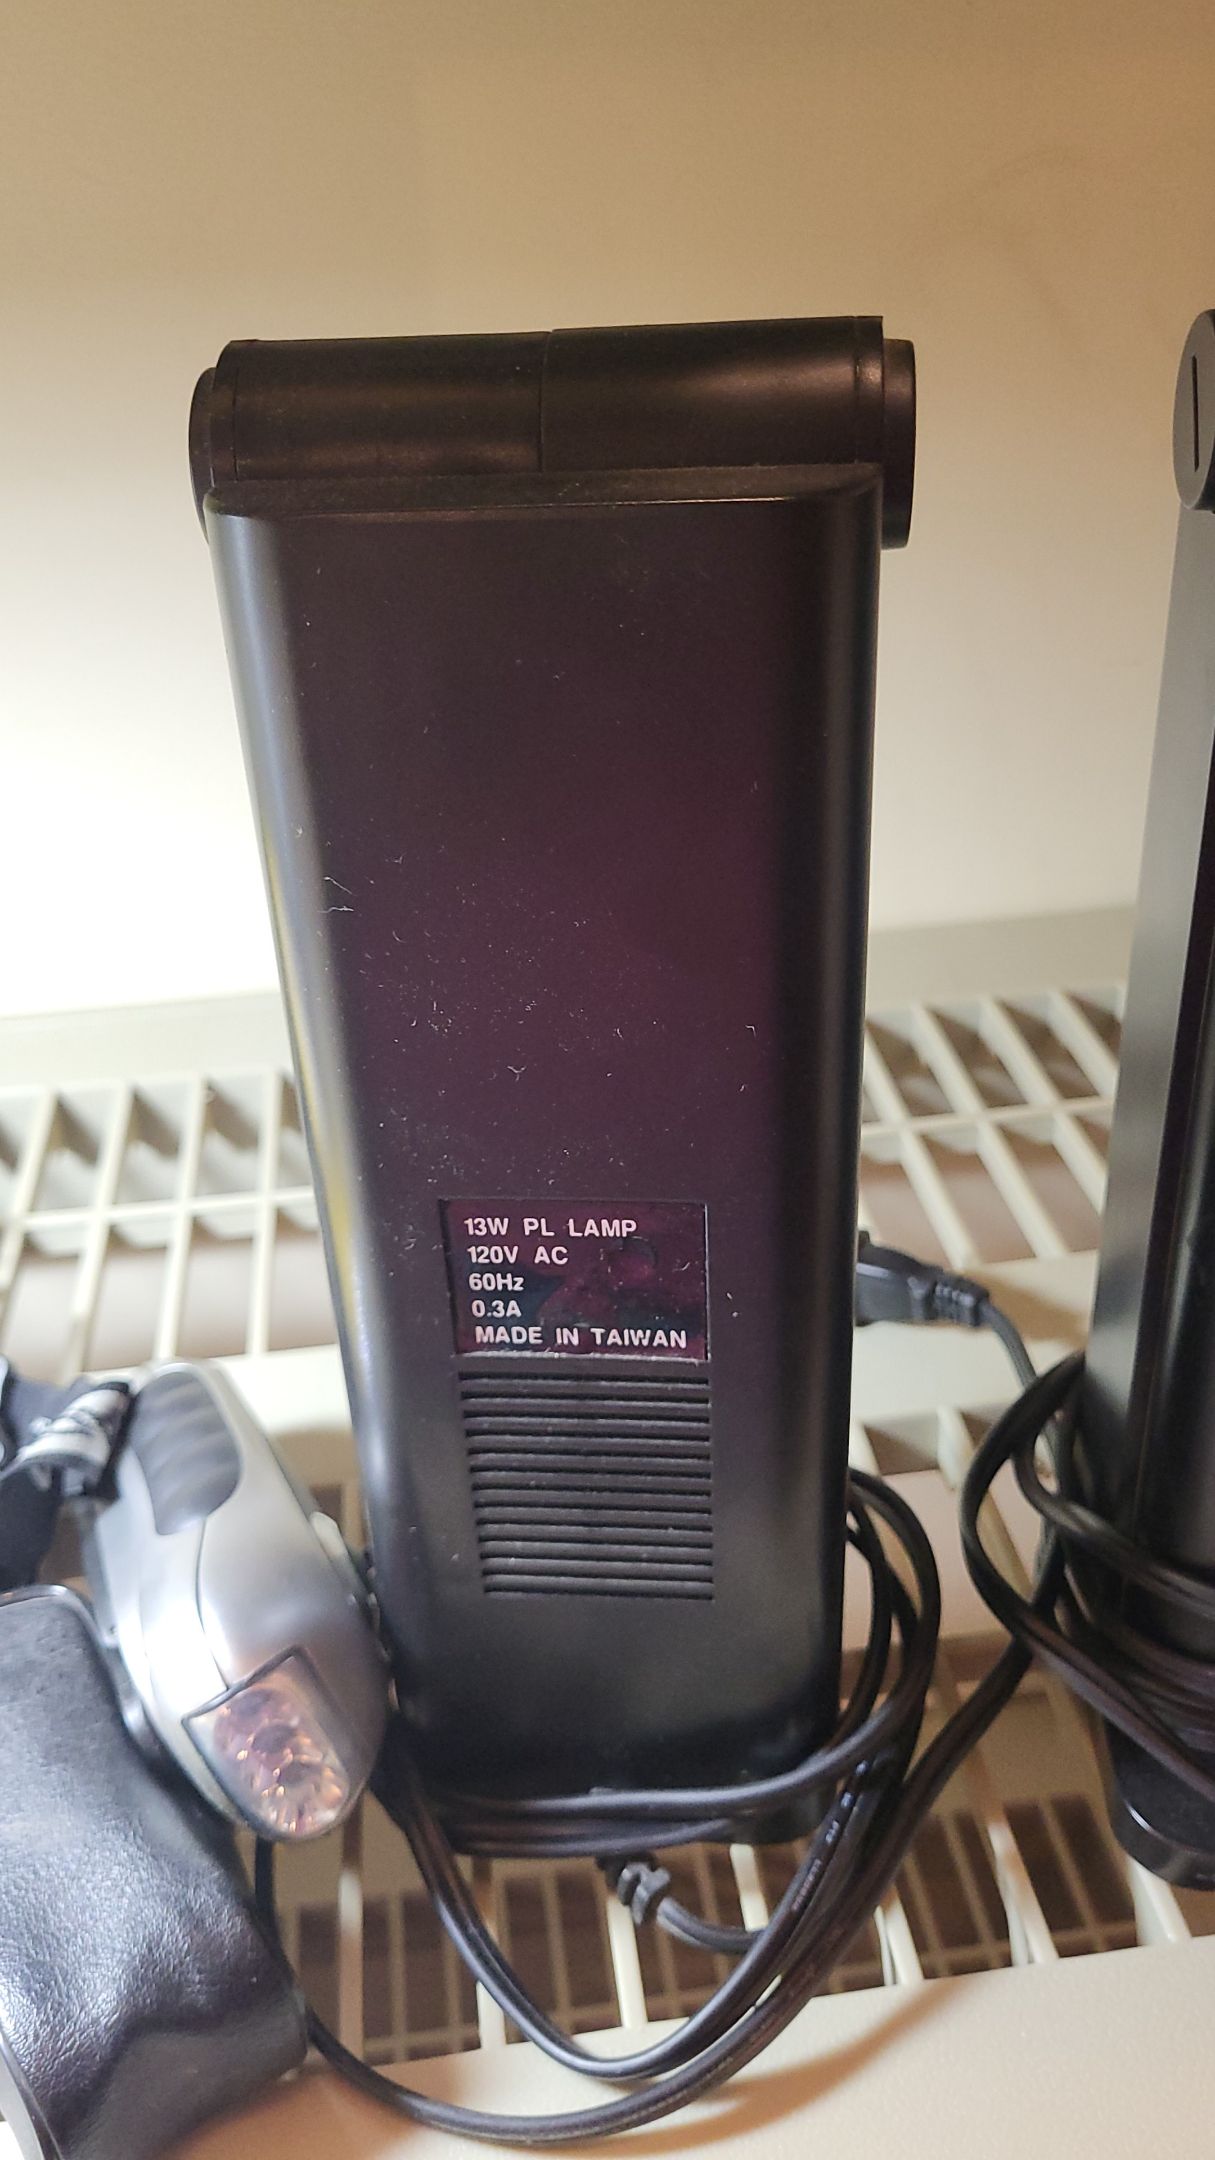 13W PL LAMP
120V AC
60Hz
0.3A
MADE IN TAIWAN